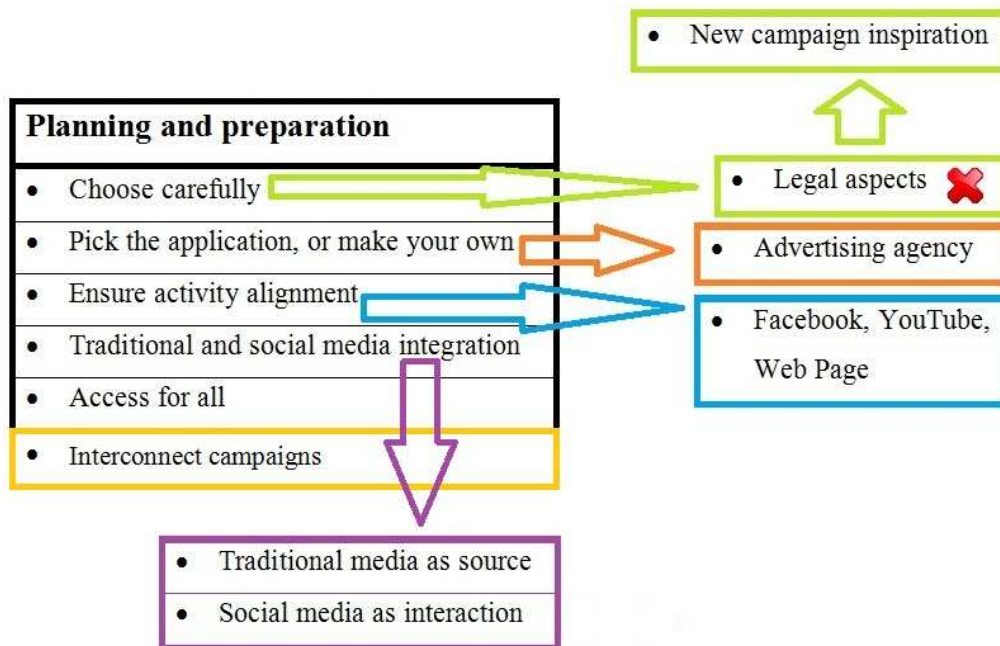 • New campaign inspiration
Planning and preparation
• Choose carefully
• Pick the application, or make your own
• Ensure activity alignment
• Traditional and social media integration
• Access for all
• Interconnect campaigns
• Legal aspects
• Advertising agency
• Facebook, YouTube,
Web Page
• Traditional media as source
• Social media as interaction